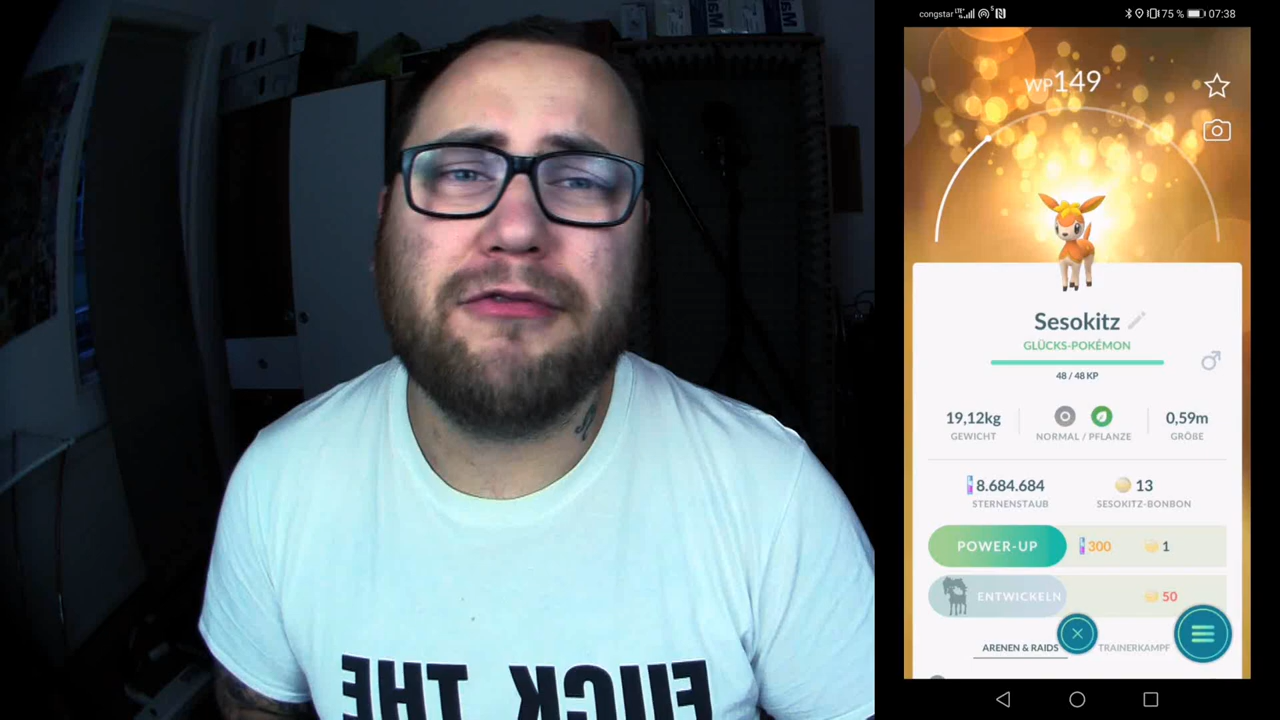 FUCK THE
congstar
75 % 07:38
WP149
Sesokitz
GLÜCKS-POKÉMON
48 / 48 KP
19,12kg
GEWICHT
NORMAL / PFLANZE
0,59m
GRÖßE
8.684.684
STERNENSTAUB
13
SESOKITZ-BONBON
POWER-UP 300 1
ENTWICKELN 50
ARENEN & RAIDS TRAINERKAMPF